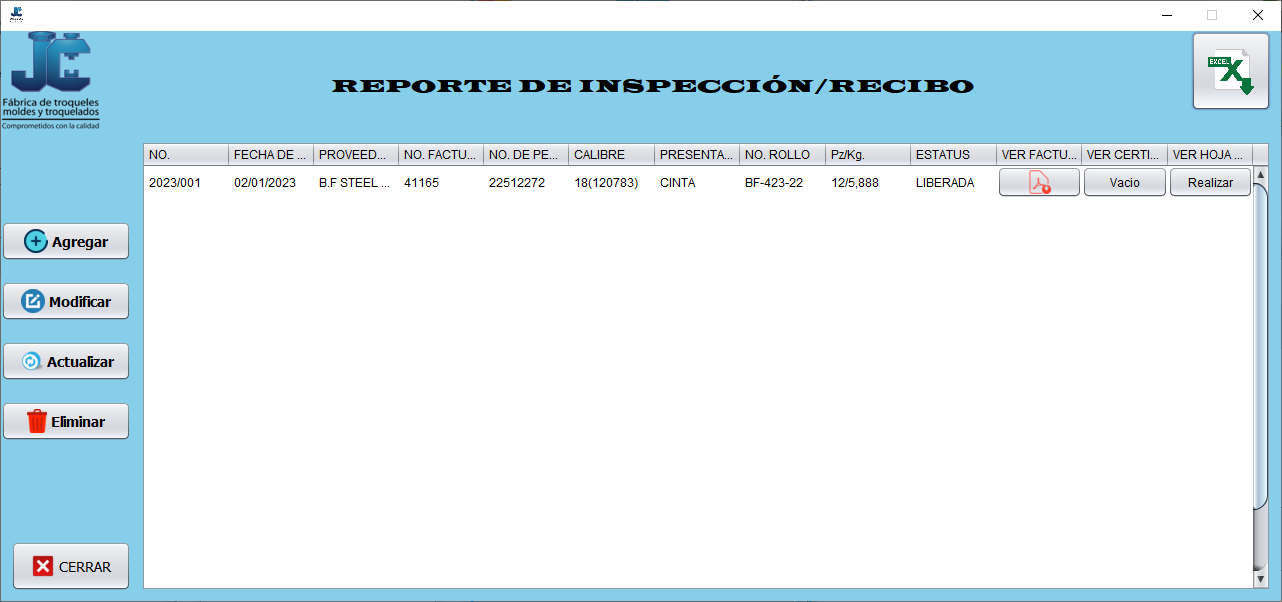 JC
Fábrica de troqueles
moldes y troquelados
Comprometidos con la calidad
REPORTE DE INSPECCIÓN/RECIBO
EXCEL
X
NO. FECHA DE ... PROVEED... NO. FACTU... NO. DE PE... CALIBRE PRESENTA... NO. ROLLO Pz/Kg. ESTATUS VER FACTU... VER CERTI... VER HOJA ...
2023/001 02/01/2023 B.F STEEL ... 41165 22512272 18(120783) CINTA BF-423-22 12/5,888 LIBERADA Vacio Realizar
Agregar
Modificar
Actualizar
Eliminar
CERRAR